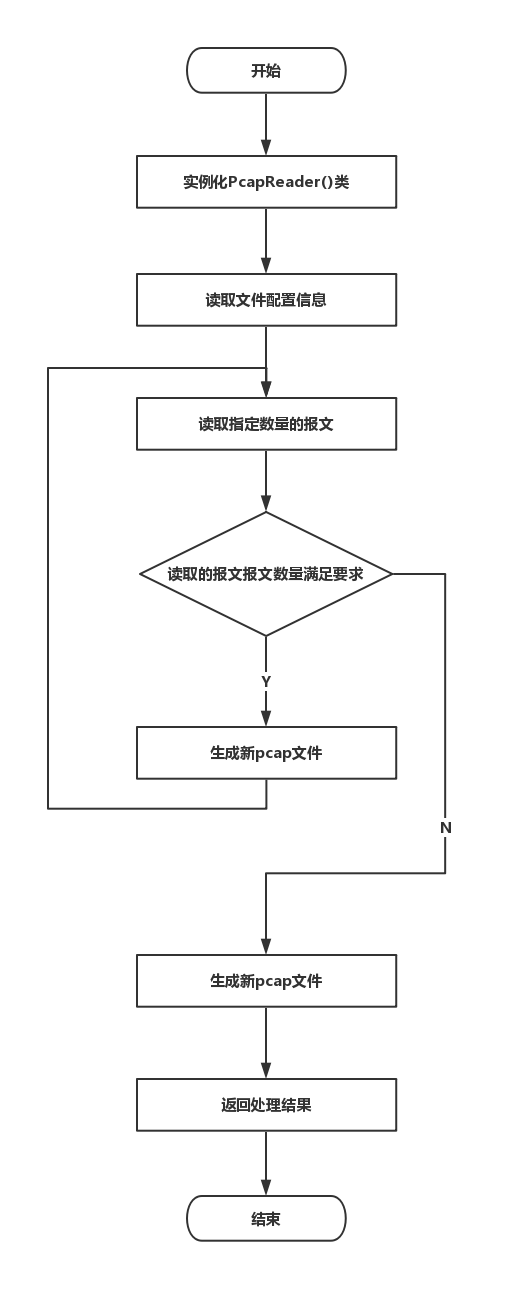 开始
实例化PcapReader()类
读取文件配置信息
读取指定数量的报文
读取的报文报文数量满足要求
Y
生成新pcap文件
N
生成新pcap文件
返回处理结果
结束